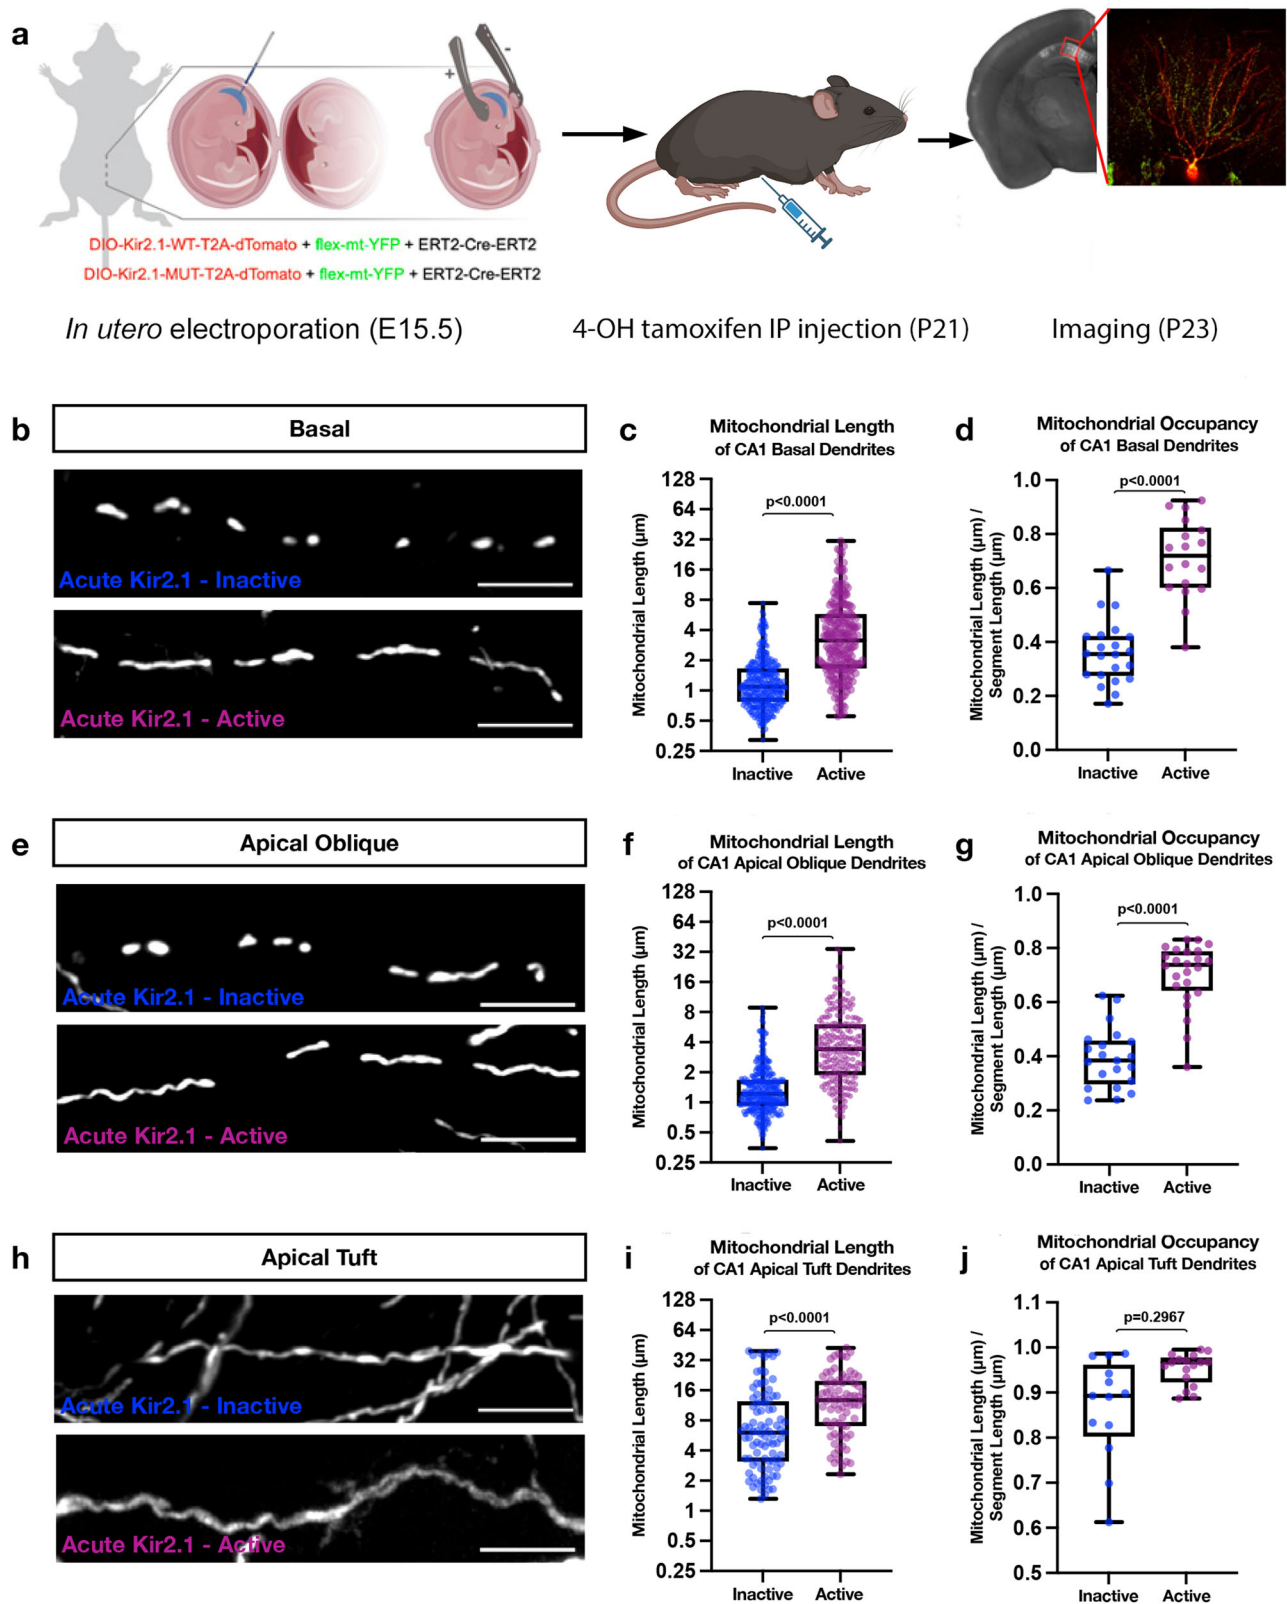 a
+
-
DIO-Kir2.1-WT-T2A-dTomato + flex-mt-YFP + ERT2-Cre-ERT2
DIO-Kir2.1-MUT-T2A-dTomato + flex-mt-YFP + ERT2-Cre-ERT2
In utero electroporation (E15.5)
4-OH tamoxifen IP injection (P21)
Imaging (P23)
b
Basal
Acute Kir2.1 - Inactive
Acute Kir2.1 - Active
c
Mitochondrial Length
of CA1 Basal Dendrites
Mitochondrial Length (µm)
128
64
32
16
8
4
2
1
0.5
0.25
p<0.0001
Inactive
Active
d
Mitochondrial Occupancy
of CA1 Basal Dendrites
Mitochondrial Length (µm) /
Segment Length (µm)
1.0
0.8
0.6
0.4
0.2
0.0
p<0.0001
Inactive
Active
e
Apical Oblique
Acute Kir2.1 - Inactive
Acute Kir2.1 - Active
f
Mitochondrial Length
of CA1 Apical Oblique Dendrites
Mitochondrial Length (µm)
128
64
32
16
8
4
2
1
0.5
0.25
p<0.0001
Inactive
Active
g
Mitochondrial Occupancy
of CA1 Apical Oblique Dendrites
Mitochondrial Length (µm) /
Segment Length (µm)
1.0
0.8
0.6
0.4
0.2
0.0
p<0.0001
Inactive
Active
h
Apical Tuft
Acute Kir2.1 - Inactive
Acute Kir2.1 - Active
i
Mitochondrial Length
of CA1 Apical Tuft Dendrites
Mitochondrial Length (µm)
128
64
32
16
8
4
2
1
0.5
0.25
p<0.0001
Inactive
Active
j
Mitochondrial Occupancy
of CA1 Apical Tuft Dendrites
Mitochondrial Length (µm) /
Segment Length (µm)
1.1
1.0
0.9
0.8
0.7
0.6
0.5
p=0.2967
Inactive
Active